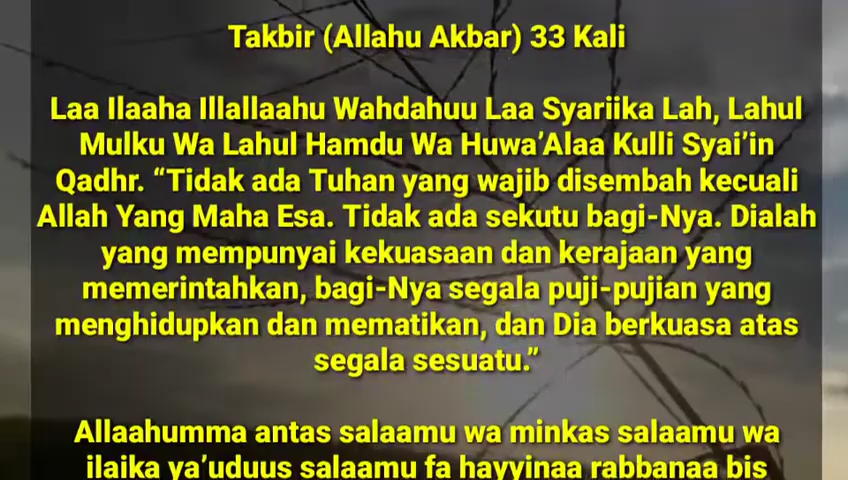 Takbir (Allahu Akbar) 33 Kali
Laa Ilaaha Illallaahu Wahdahuu Laa Syariika Lah, Lahul
Mulku Wa Lahul Hamdu Wa Huwa’Alaa Kulli Syai’in
Qadhr. “Tidak ada Tuhan yang wajib disembah kecuali
Allah Yang Maha Esa. Tidak ada sekutu bagi-Nya. Dialah
yang mempunyai kekuasaan dan kerajaan yang
memerintahkan, bagi-Nya segala puji-pujian yang
menghidupkan dan mematikan, dan Dia berkuasa atas
segala sesuatu.”
Allaahumma antas salaamu wa minkas salaamu wa
ilaika ya’uduus salaamu fa hayyinaa rabbanaa bis